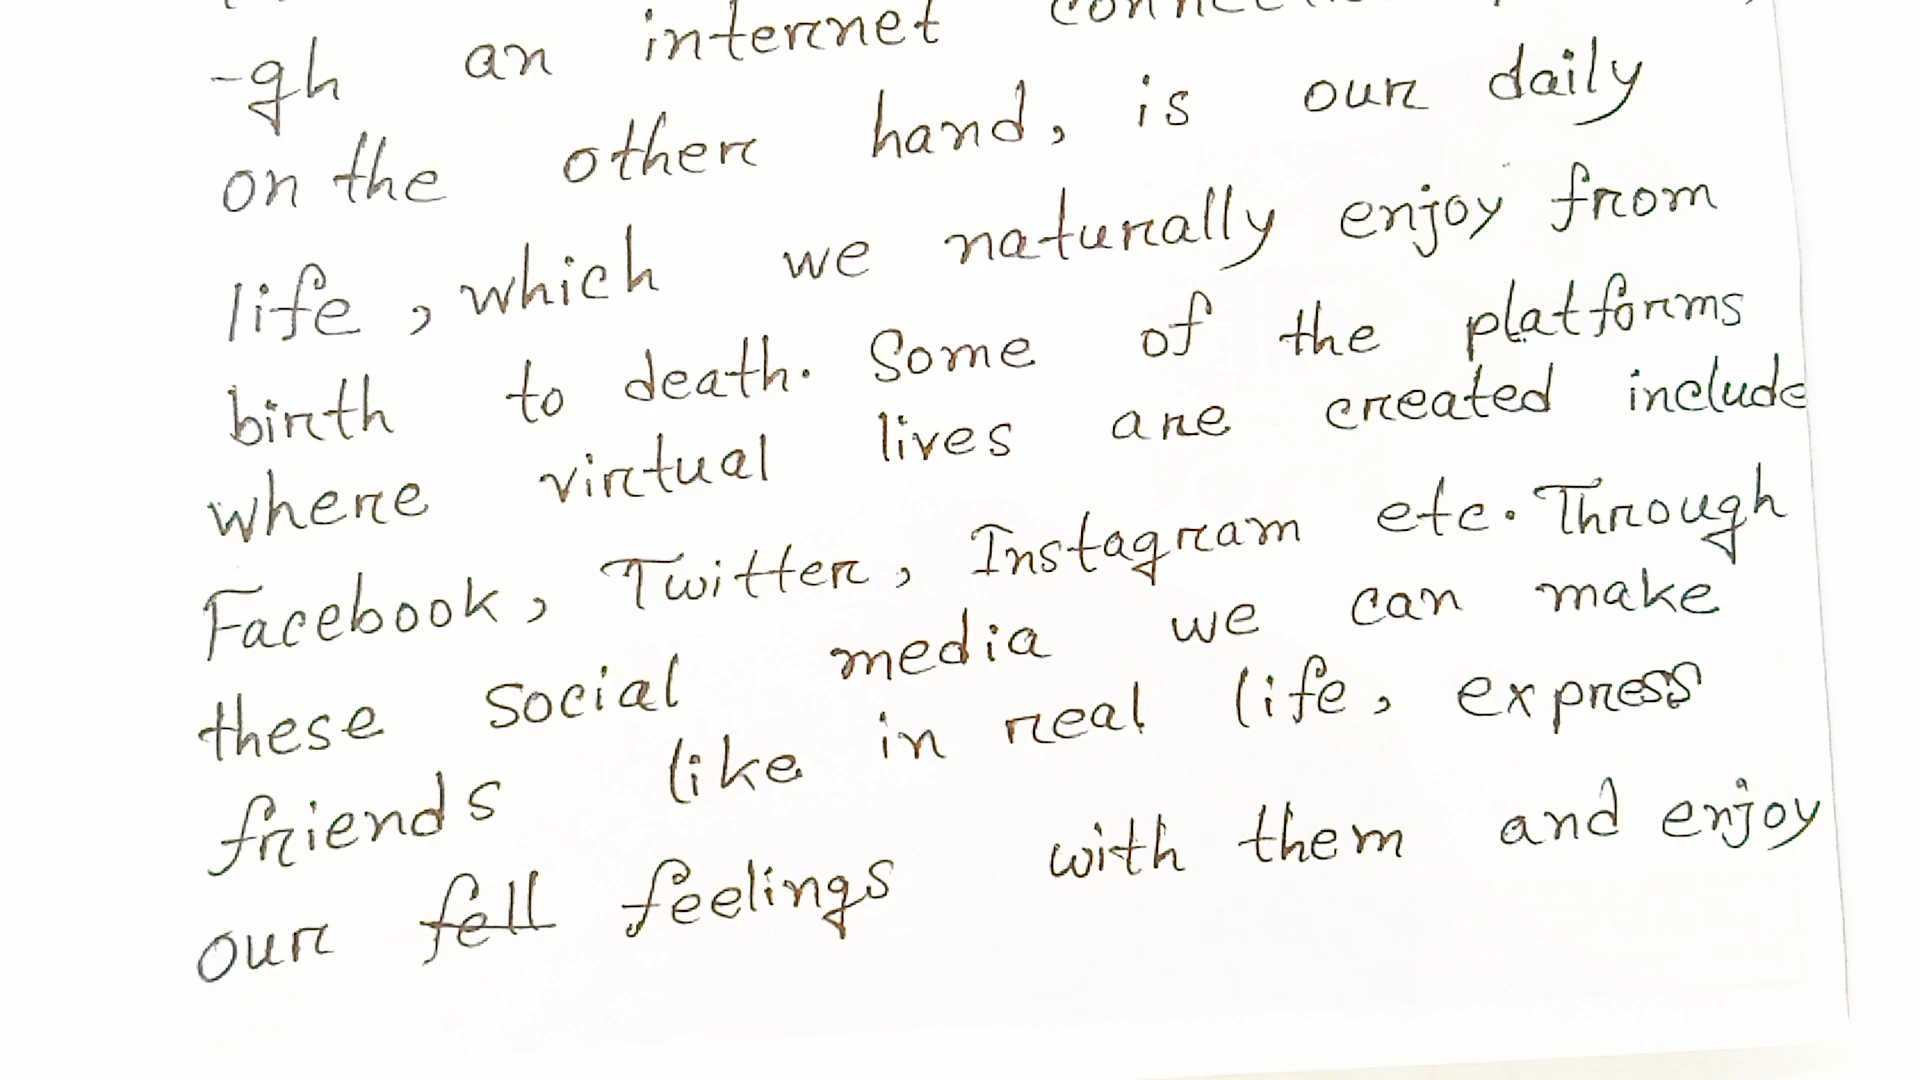 -gh an internet
on the other hand, is our daily
life, which we naturally enjoy from
birth to death. Some of the platforms
where virtual lives are created include
Facebook, Twitter, Instagram etc. Through
these social media we can make
friends like in real life, express
our fell feelings with them and enjoy